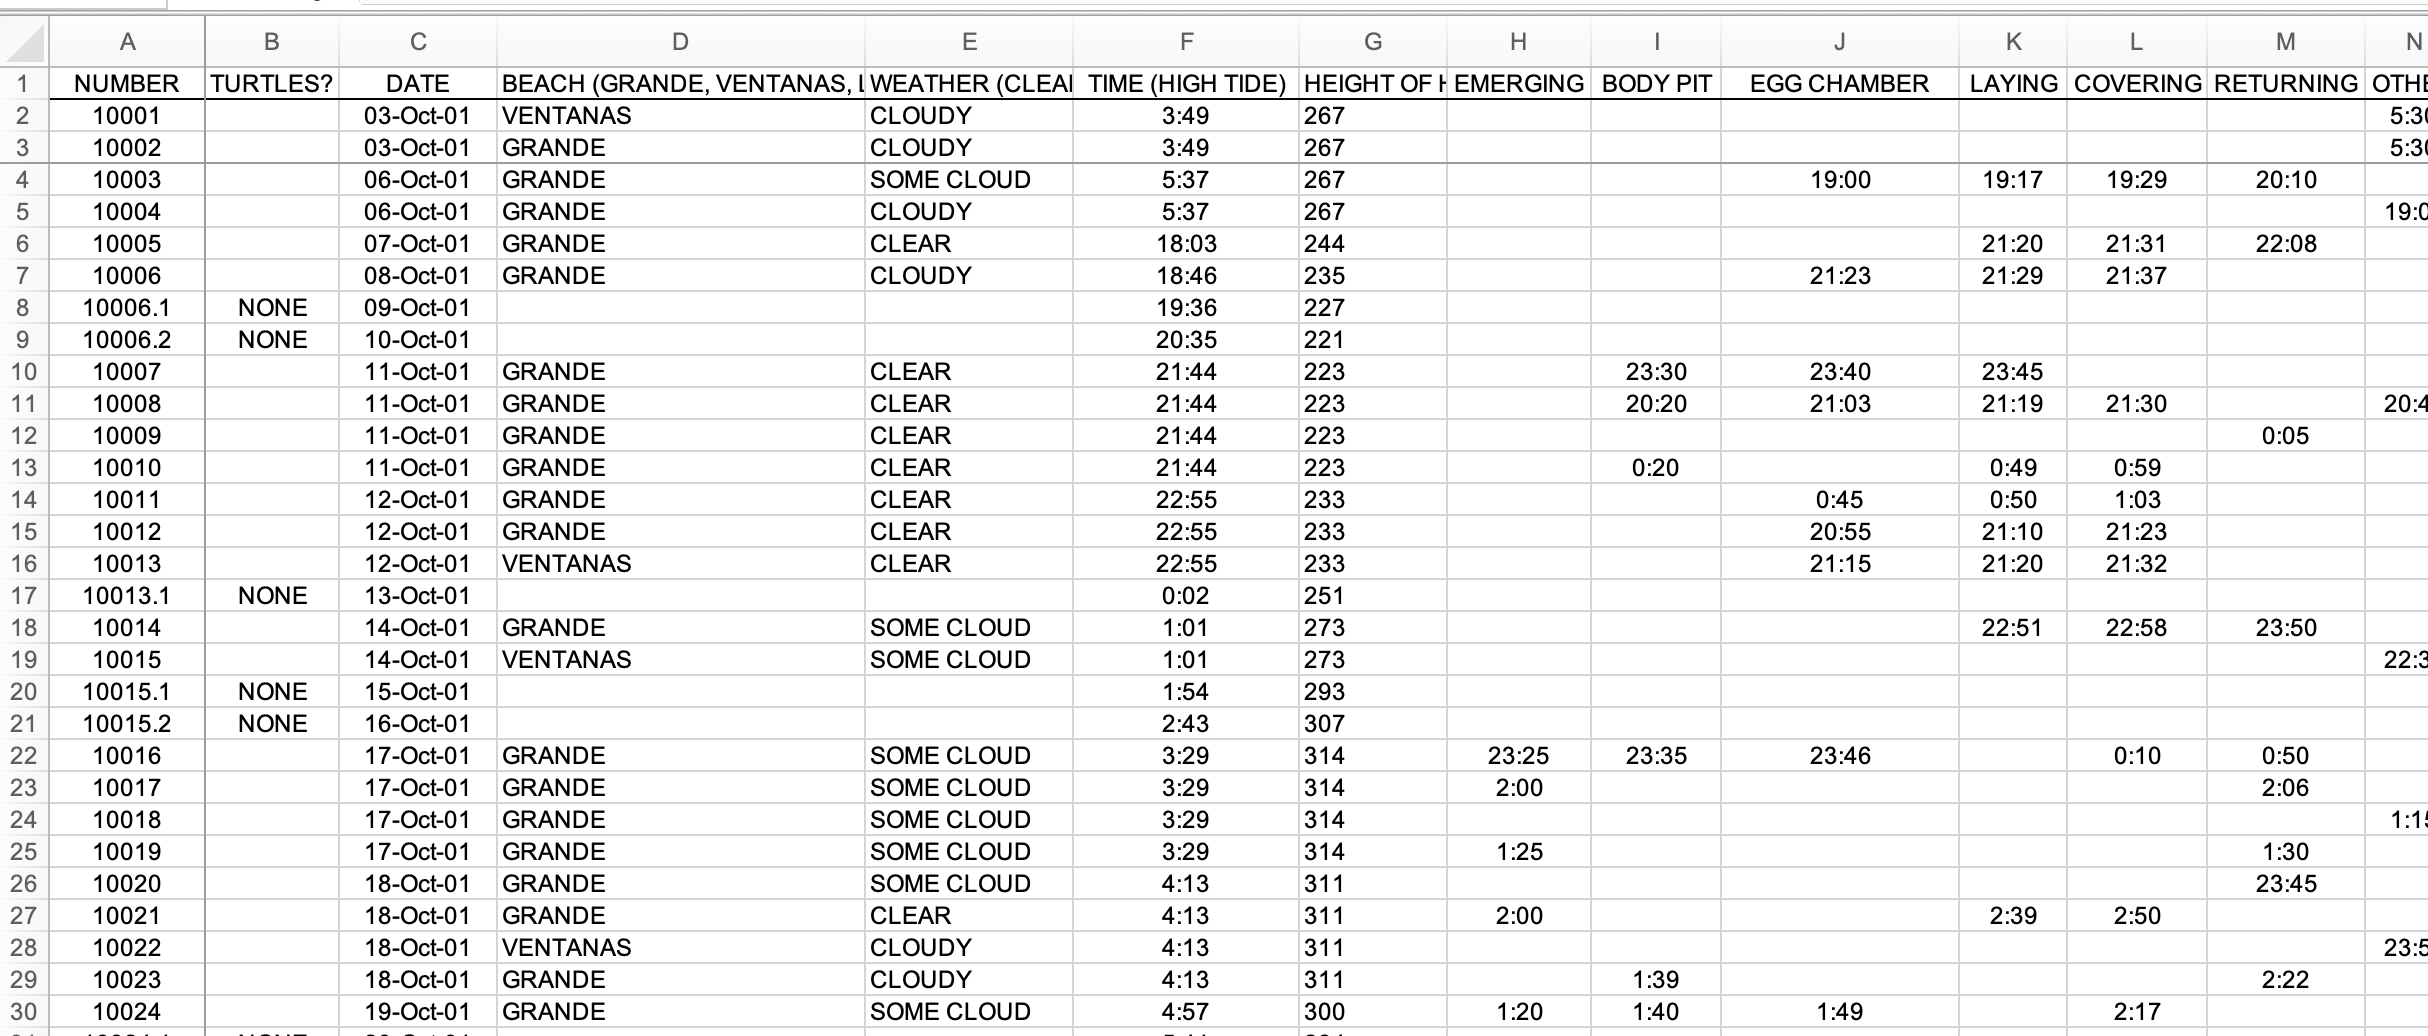 A B C D E F G H I J K L M N
1 NUMBER TURTLES? DATE BEACH (GRANDE, VENTANAS, WEATHER TIME (HIGH TIDE) HEIGHT OF EMERGING BODY PIT EGG CHAMBER LAYING COVERING RETURNING
2 10001 03-Oct-01 VENTANAS CLOUDY 3:49 267
3 10002 03-Oct-01 GRANDE CLOUDY 3:49 267
4 10003 06-Oct-01 GRANDE SOME CLOUD 5:37 267 19:00 19:17 19:29 20:10
5 10004 06-Oct-01 GRANDE CLOUDY 5:37 267
6 10005 07-Oct-01 GRANDE CLEAR 18:03 244 21:20 21:31 22:08
7 10006 08-Oct-01 GRANDE CLOUDY 18:46 235 21:23 21:29 21:37
8 10006.1 NONE 09-Oct-01 19:36 227
9 10006.2 NONE 10-Oct-01 20:35 221
10 10007 11-Oct-01 GRANDE CLEAR 21:44 223 23:30 23:40 23:45
11 10008 11-Oct-01 GRANDE CLEAR 21:44 223 20:20 21:03 21:19 21:30
12 10009 11-Oct-01 GRANDE CLEAR 21:44 223 0:05
13 10010 11-Oct-01 GRANDE CLEAR 21:44 223 0:20 0:49 0:59
14 10011 12-Oct-01 GRANDE CLEAR 22:55 233 0:45 0:50 1:03
15 10012 12-Oct-01 GRANDE CLEAR 22:55 233 20:55 21:10 21:23
16 10013 12-Oct-01 VENTANAS CLEAR 22:55 233 21:15 21:20 21:32
17 10013.1 NONE 13-Oct-01 0:02 251
18 10014 14-Oct-01 GRANDE SOME CLOUD 1:01 273 22:51 22:58 23:50
19 10015 14-Oct-01 VENTANAS SOME CLOUD 1:01 273
20 10015.1 NONE 15-Oct-01 1:54 293
21 10015.2 NONE 16-Oct-01 2:43 307
22 10016 17-Oct-01 GRANDE SOME CLOUD 3:29 314 23:25 23:35 23:46 0:10 0:50
23 10017 17-Oct-01 GRANDE SOME CLOUD 3:29 314 2:00 2:06
24 10018 17-Oct-01 GRANDE SOME CLOUD 3:29 314
25 10019 17-Oct-01 GRANDE SOME CLOUD 3:29 314 1:25 1:30
26 10020 18-Oct-01 GRANDE SOME CLOUD 4:13 311 23:45
27 10021 18-Oct-01 GRANDE CLEAR 4:13 311 2:00 2:39 2:50
28 10022 18-Oct-01 VENTANAS CLOUDY 4:13 311
29 10023 18-Oct-01 GRANDE CLOUDY 4:13 311 1:39 2:22
30 10024 19-Oct-01 GRANDE SOME CLOUD 4:57 300 1:20 1:40 1:49 2:17